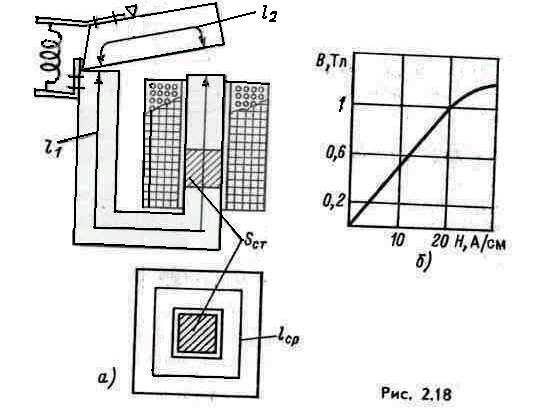 l₂
l₁
Sст
lср
а)
В,Тл
1
0,6
0,2
10
20
Н, А/см
б)
Рис. 2.18